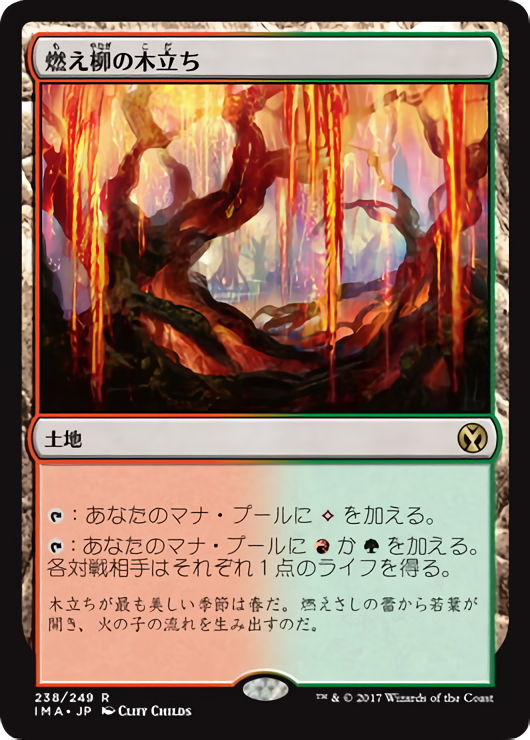 燃え柳の木立ち
土地
:あなたのマナ・プールに を加える。
:あなたのマナ・プールに か を加える。
各対戦相手はそれぞれ1点のライフを得る。
木立ちが最も美しい季節は春だ。燃えさしの蕾から若葉が
開き、火の子の流れを生み出すのだ。
238/249 R
IMA・JP Cliff Childs
™ & © 2017 Wizards of the Coast